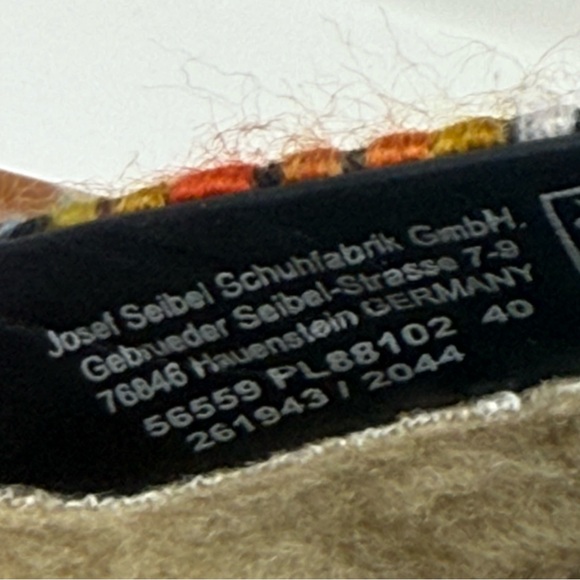 Josef Seibel Schuhfabrik GmbH.
Gebrueder Seibel-Strasse 7-9
76846 Hauenstein GERMANY
56559 PL88102 40
261943 / 2044